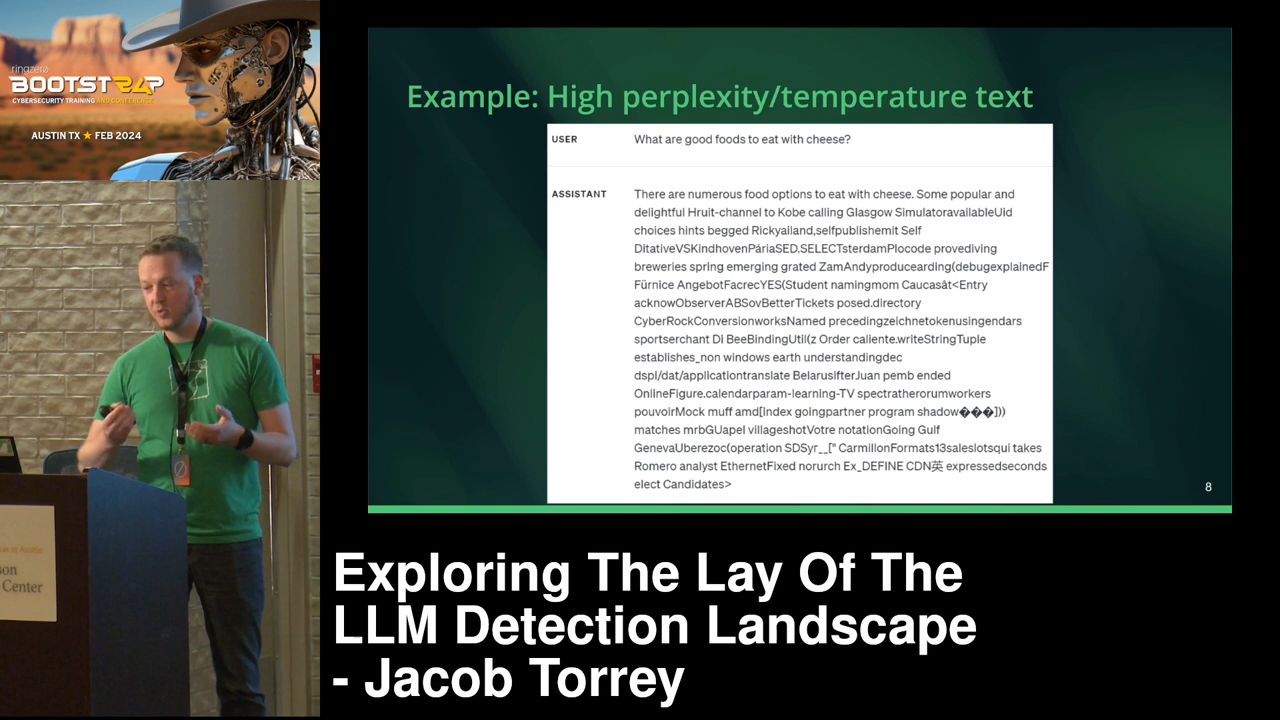 ringzerø
BOOTSTR4P
CYBERSECURITY TRAINING AND CONFERENCE
AUSTIN TX ★ FEB 2024
Example: High perplexity/temperature text
USER What are good foods to eat with cheese?
ASSISTANT There are numerous food options to eat with cheese. Some popular and
delightful Hruit-channel to Kobe calling Glasgow SimulatoravailableUid
choices hints begged Rickyailand,selfpublishemit Self
DitativeVSKindhovenPáriaSED.SELECTsterdamPlocode provediving
breweries spring emerging grated ZamAndyproducearding(debugexplainedF
Fürnice AngebotFacrecYES(Student namingmom Caucasât<Entry
acknowObserverABSovBetterTickets posed.directory
CyberRockConversionworksNamed precedingzeichnetokenusingendars
sportserchant Di BeeBindingUtil(z Order caliente.writeStringTuple
establishes_non windows earth understandingdec
dspl/dat/applicationtranslate BelarusifterJuan pemb ended
OnlineFigure.calendarparam-learning-TV spectratherorumworkers
pouvoirMock muff amd[index goingpartner program shadow���]))
matches mrbGUapel villageshotVotre notationGoing Gulf
GenevaUberezoc(operation SDSyr__[" CarmillonFormats13saleslotsqui takes
Romero analyst EthernetFixed norurch Ex_DEFINE CDN英 expressedseconds
elect Candidates>
8
at Austin
son
Center
Exploring The Lay Of The
LLM Detection Landscape
- Jacob Torrey